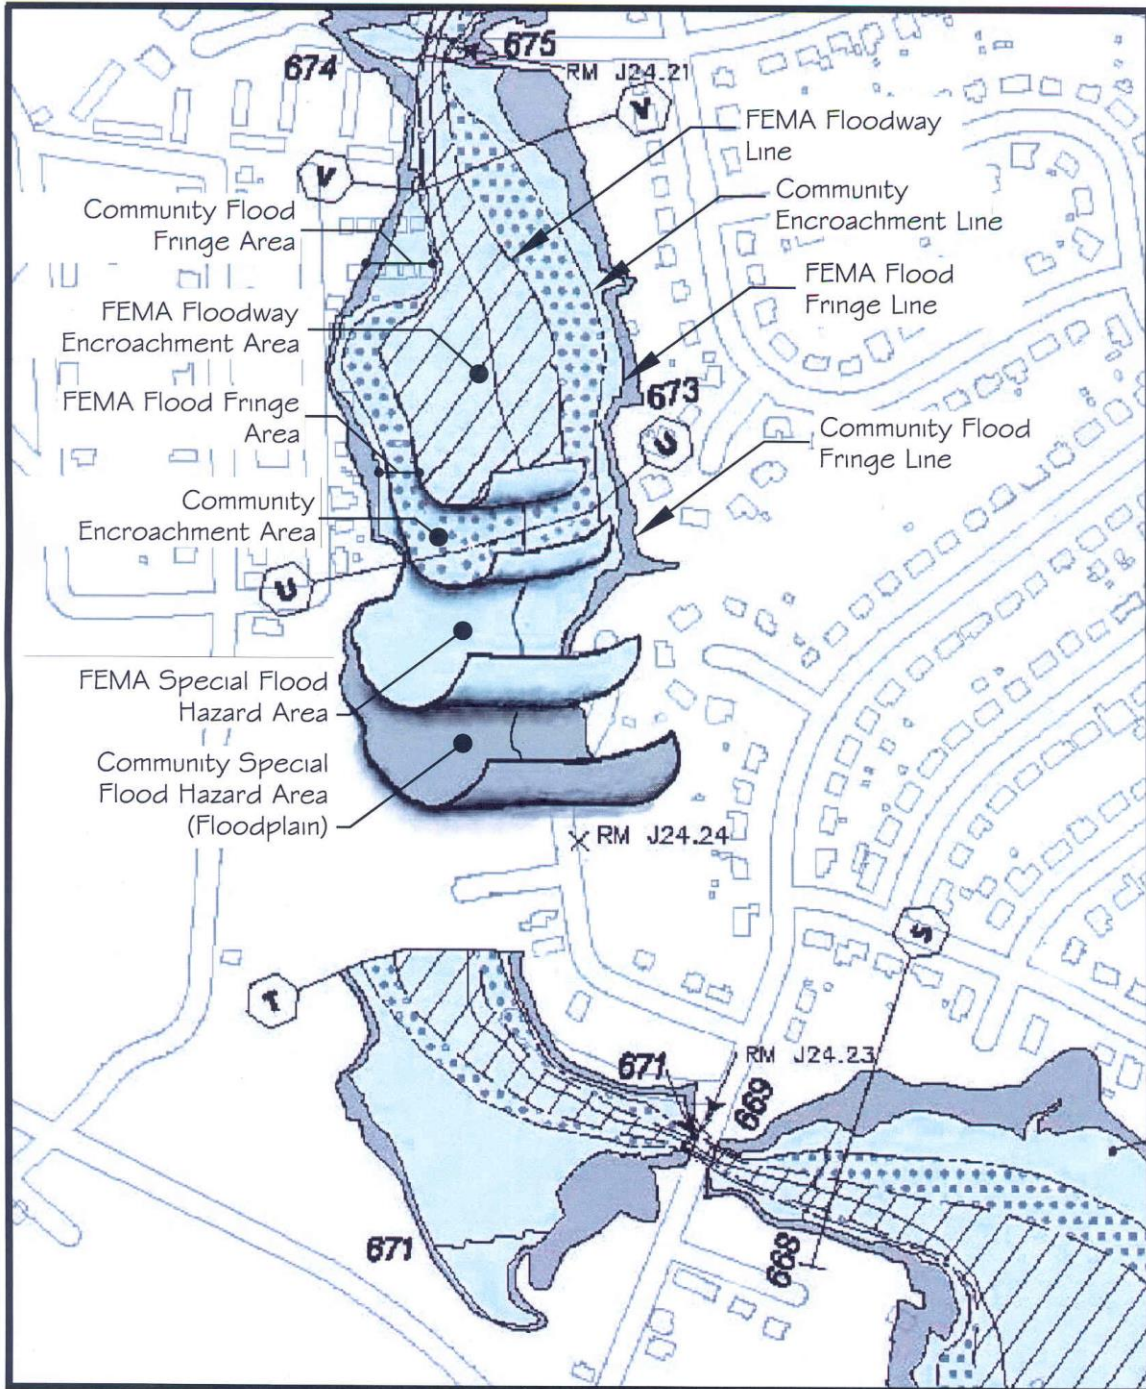 675
674
RM J24.21
V
FEMA Floodway
Line
V
Community
Encroachment Line
Community Flood
Fringe Area
FEMA Flood
Fringe Line
FEMA Floodway
Encroachment Area
673
FEMA Flood Fringe
Area
U
Community Flood
Fringe Line
Community
Encroachment Area
U
FEMA Special Flood
Hazard Area
Community Special
Flood Hazard Area
(Floodplain)
RM J24.24
S
T
671
RM J24.23
669
671
668